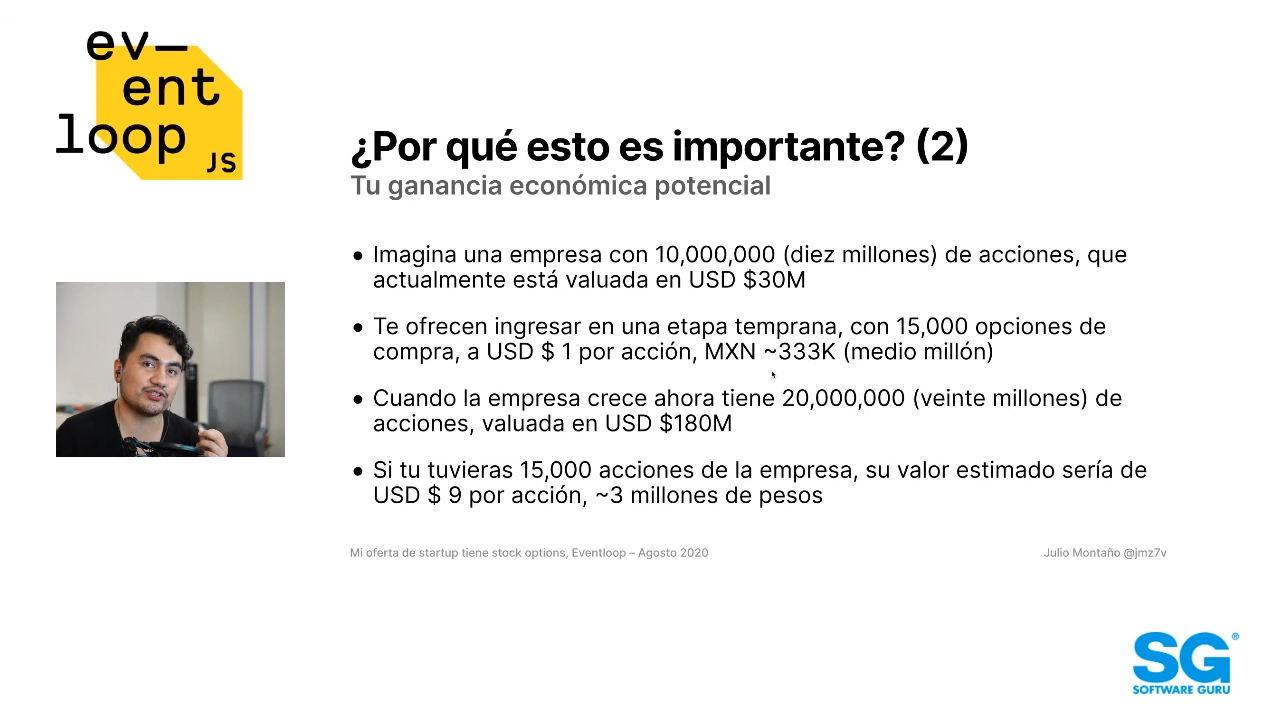 ev—
ent
loop
JS
¿Por qué esto es importante? (2)
Tu ganancia económica potencial
• Imagina una empresa con 10,000,000 (diez millones) de acciones, que
actualmente está valuada en USD $30M
• Te ofrecen ingresar en una etapa temprana, con 15,000 opciones de
compra, a USD $ 1 por acción, MXN ~333K (medio millón)
• Cuando la empresa crece ahora tiene 20,000,000 (veinte millones) de
acciones, valuada en USD $180M
• Si tu tuvieras 15,000 acciones de la empresa, su valor estimado sería de
USD $ 9 por acción, ~3 millones de pesos
Mi oferta de startup tiene stock options, Eventloop – Agosto 2020
Julio Montaño @jmz7v
SG®
SOFTWARE GURU